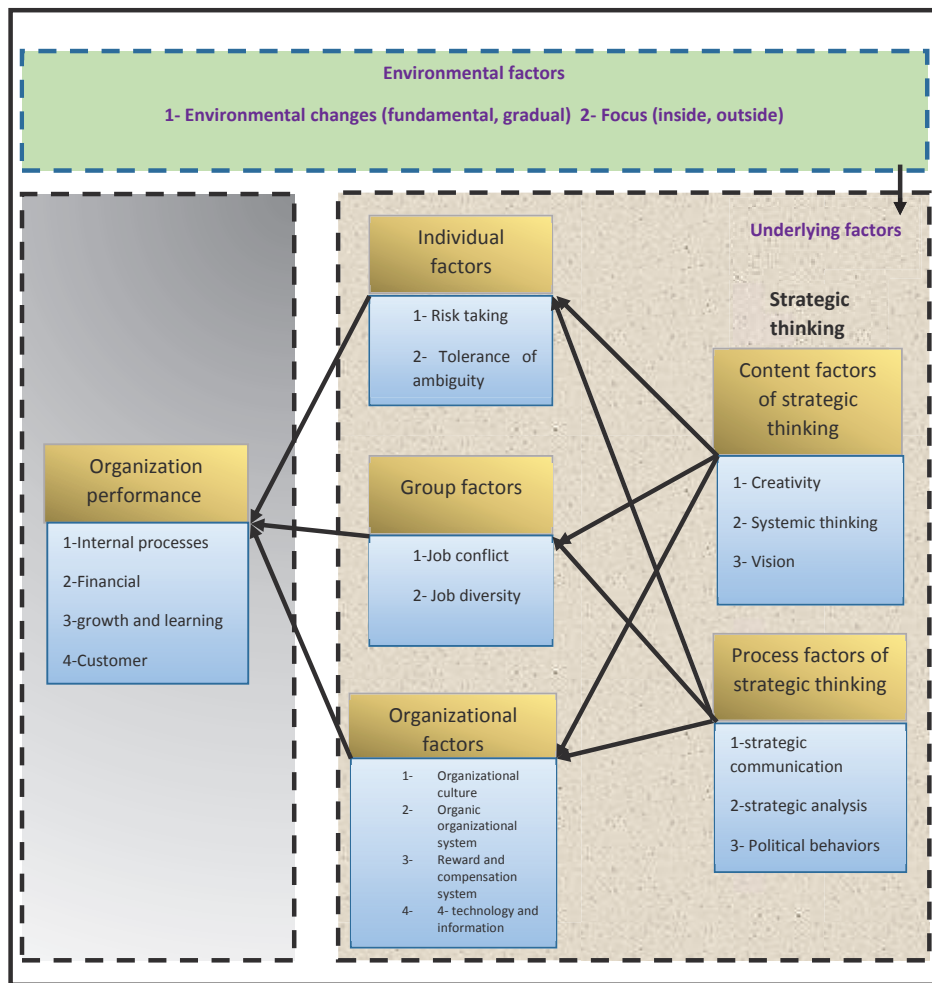 Environmental factors
1- Environmental changes (fundamental, gradual) 2- Focus (inside, outside)
Underlying factors
Strategic
thinking
Individual
factors
1- Risk taking
2- Tolerance of
ambiguity
Content factors
of strategic
thinking
1- Creativity
2- Systemic thinking
3- Vision
Organization
performance
1-Internal processes
2-Financial
3-growth and learning
4-Customer
Group factors
1-Job conflict
2- Job diversity
Process factors of
strategic thinking
1-strategic
communication
2-strategic analysis
3- Political behaviors
Organizational
factors
1- Organizational
culture
2- Organic
organizational
system
3- Reward and
compensation
system
4- 4- technology and
information